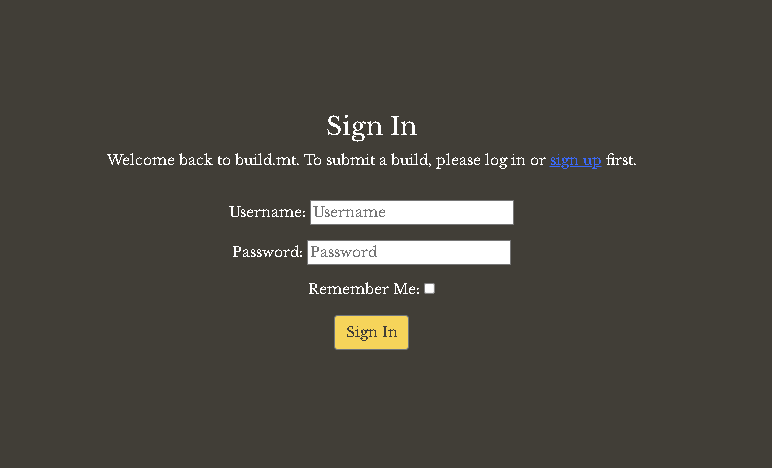 Sign In
Welcome back to build.mt. To submit a build, please log in or sign up first.
Username: Username
Password: Password
Remember Me:
Sign In